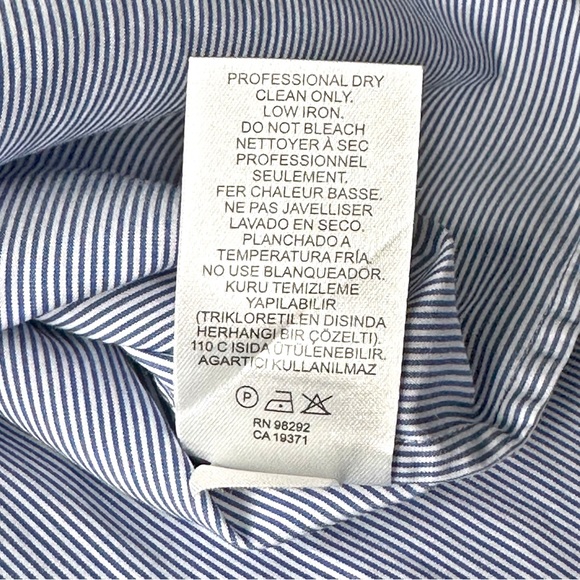 PROFESSIONAL DRY
CLEAN ONLY.
LOW IRON.
DO NOT BLEACH
NETTOYER À SEC
PROFESSIONNEL
SEULEMENT.
FER CHALEUR BASSE.
NE PAS JAVELLISER
LAVADO EN SECO.
PLANCHADO A
TEMPERATURA FRÍA.
NO USE BLANQUEADOR.
KURU TEMIZLEME
YAPILABILIR
(TRIKLORETILEN DISINDA
HERHANGI BIR ÇÖZELTI).
110 C ISIDA ÜTÜLENEBILIR.
AGARTICI KULLANILMAZ
P
RN 98292
CA 19371